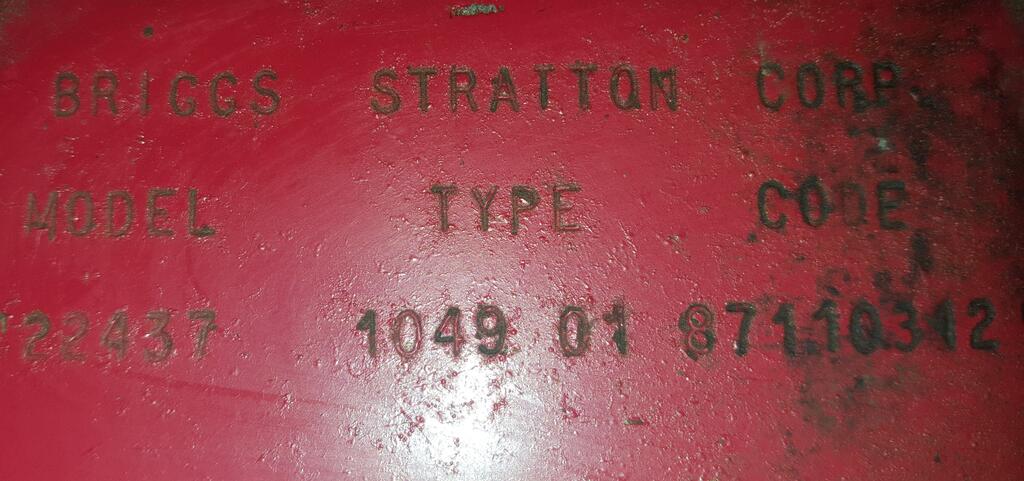 BRIGGS STRATTON CORP
MODEL TYPE CODE
22437 1049 01 87110312